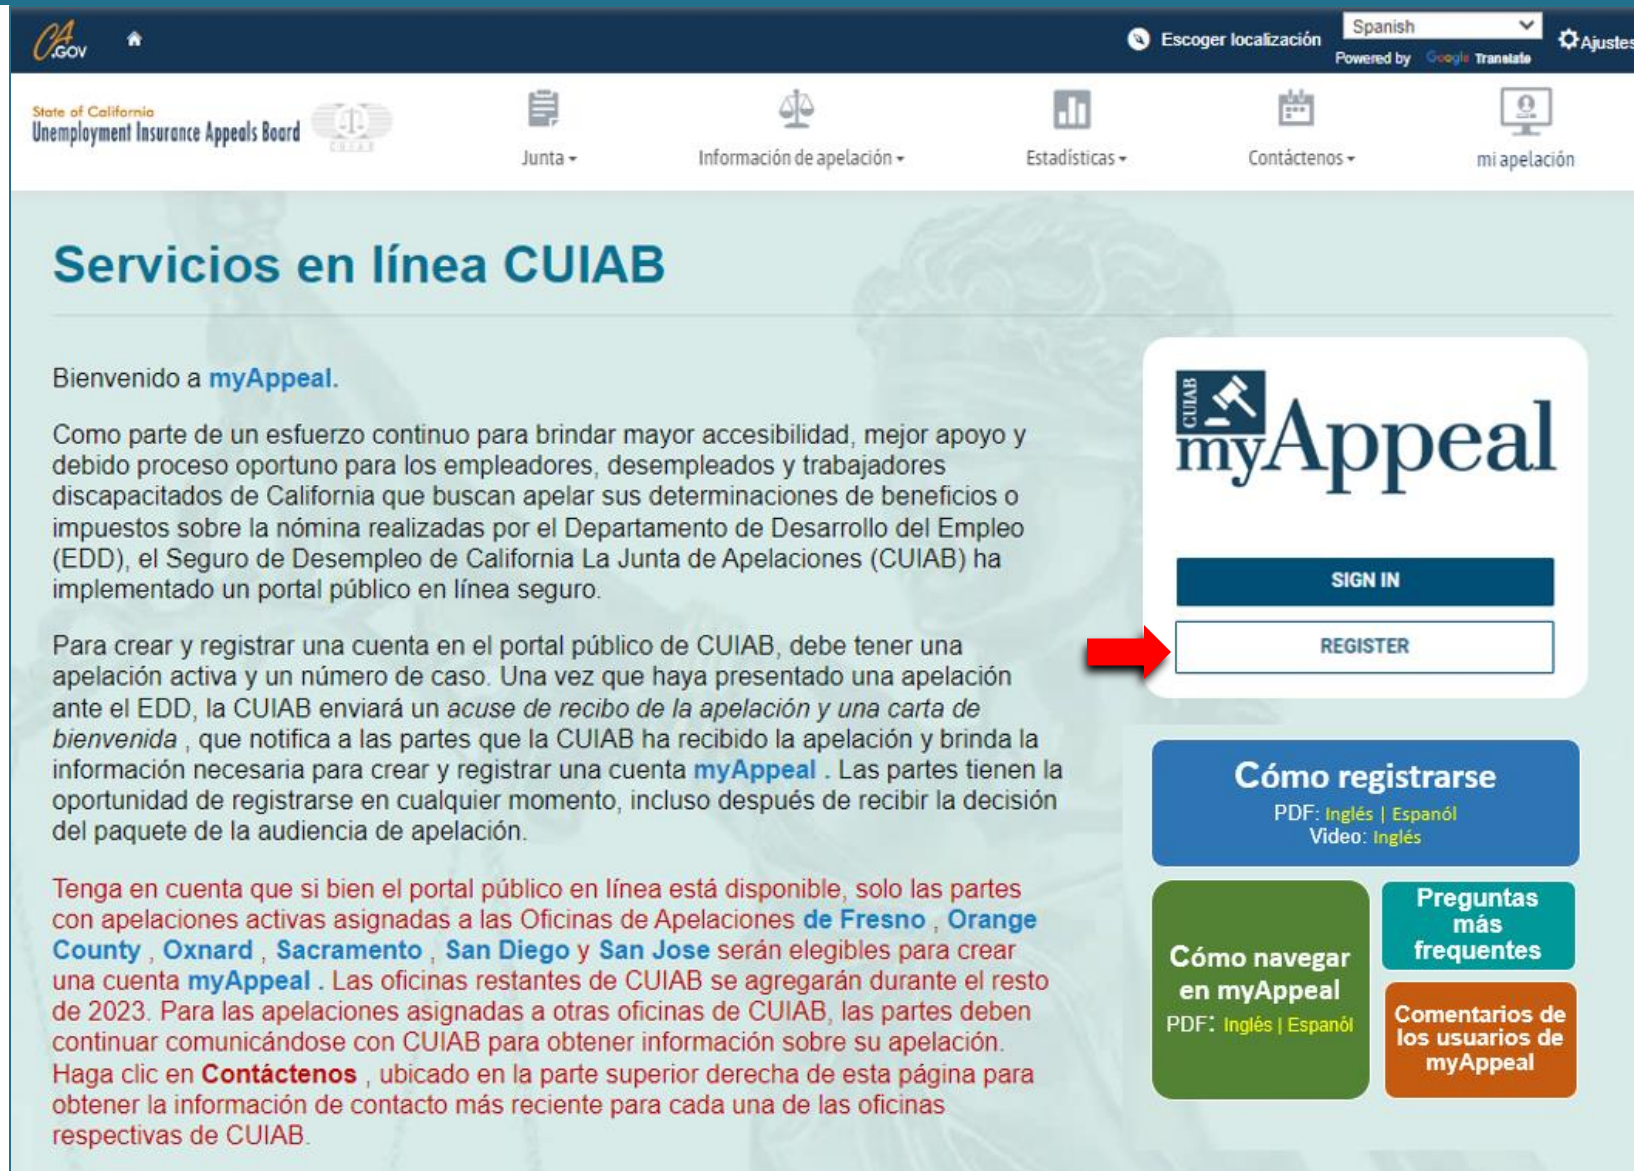 CA
.GOV
Escoger localización
Spanish
Powered by Google Translate
Ajustes
State of California
Unemployment Insurance Appeals Board
CUIAB
Junta
Información de apelación
Estadísticas
Contáctenos
mi apelación
Servicios en línea CUIAB
Bienvenido a myAppeal.
Como parte de un esfuerzo continuo para brindar mayor accesibilidad, mejor apoyo y
debido proceso oportuno para los empleadores, desempleados y trabajadores
discapacitados de California que buscan apelar sus determinaciones de beneficios o
impuestos sobre la nómina realizadas por el Departamento de Desarrollo del Empleo
(EDD), el Seguro de Desempleo de California La Junta de Apelaciones (CUIAB) ha
implementado un portal público en línea seguro.
Para crear y registrar una cuenta en el portal público de CUIAB, debe tener una
apelación activa y un número de caso. Una vez que haya presentado una apelación
ante el EDD, la CUIAB enviará un acuse de recibo de la apelación y una carta de
bienvenida , que notifica a las partes que la CUIAB ha recibido la apelación y brinda la
información necesaria para crear y registrar una cuenta myAppeal . Las partes tienen la
oportunidad de registrarse en cualquier momento, incluso después de recibir la decisión
del paquete de la audiencia de apelación.
Tenga en cuenta que si bien el portal público en línea está disponible, solo las partes
con apelaciones activas asignadas a las Oficinas de Apelaciones de Fresno , Orange
County , Oxnard , Sacramento , San Diego y San Jose serán elegibles para crear
una cuenta myAppeal . Las oficinas restantes de CUIAB se agregarán durante el resto
de 2023. Para las apelaciones asignadas a otras oficinas de CUIAB, las partes deben
continuar comunicándose con CUIAB para obtener información sobre su apelación.
Haga clic en Contáctenos , ubicado en la parte superior derecha de esta página para
obtener la información de contacto más reciente para cada una de las oficinas
respectivas de CUIAB.
CUIAB
myAppeal
SIGN IN
REGISTER
Cómo registrarse
PDF: Inglés | Espanól
Video: Inglés
Cómo navegar
en myAppeal
PDF: Inglés | Espanól
Preguntas
más
frequentes
Comentarios de
los usuarios de
myAppeal